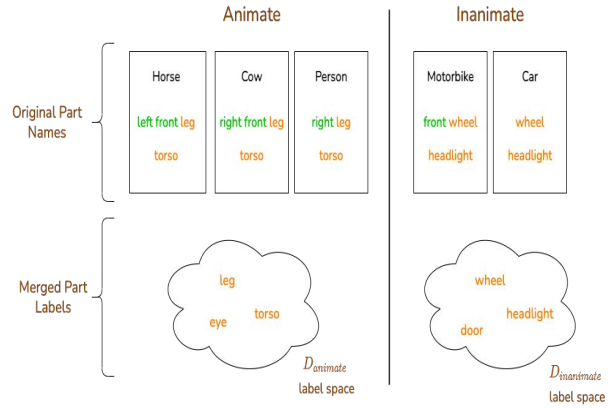 Animate
Inanimate
Original Part
Names
Horse
left front leg
torso
Cow
right front leg
torso
Person
right leg
torso
Motorbike
front wheel
headlight
Car
wheel
headlight
Merged Part
Labels
leg
eye
torso
D animate
label space
wheel
headlight
door
D inanimate
label space